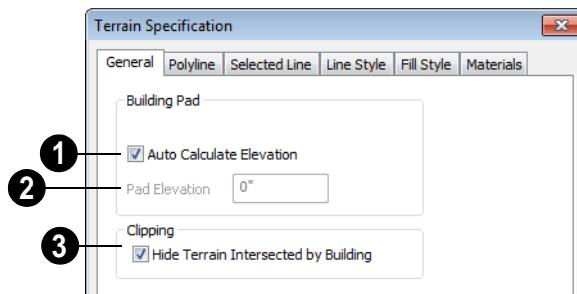 Terrain Specification
General Polyline Selected Line Line Style Fill Style Materials
Building Pad
1 Auto Calculate Elevation
2 Pad Elevation 0"
Clipping
3 Hide Terrain Intersected by Building